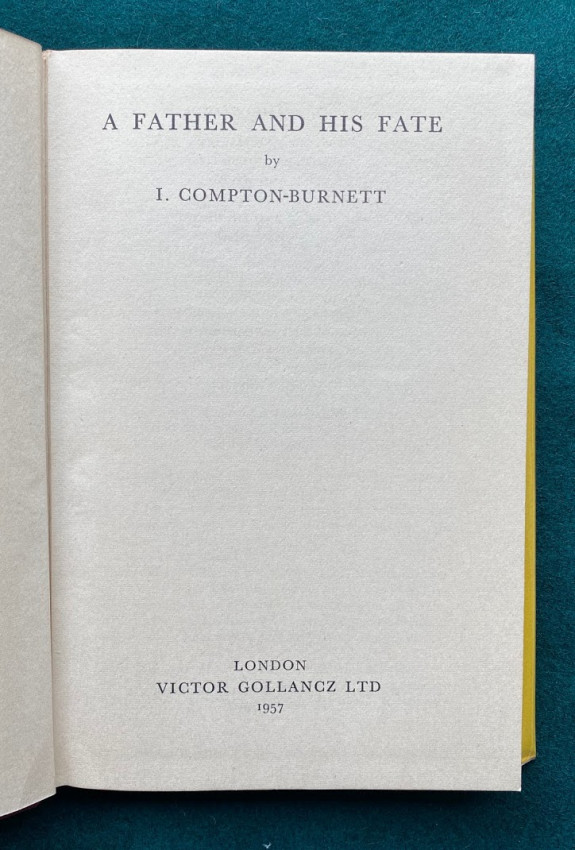 A FATHER AND HIS FATE
by
I. COMPTON-BURNETT
LONDON
VICTOR GOLLANCZ LTD
1957